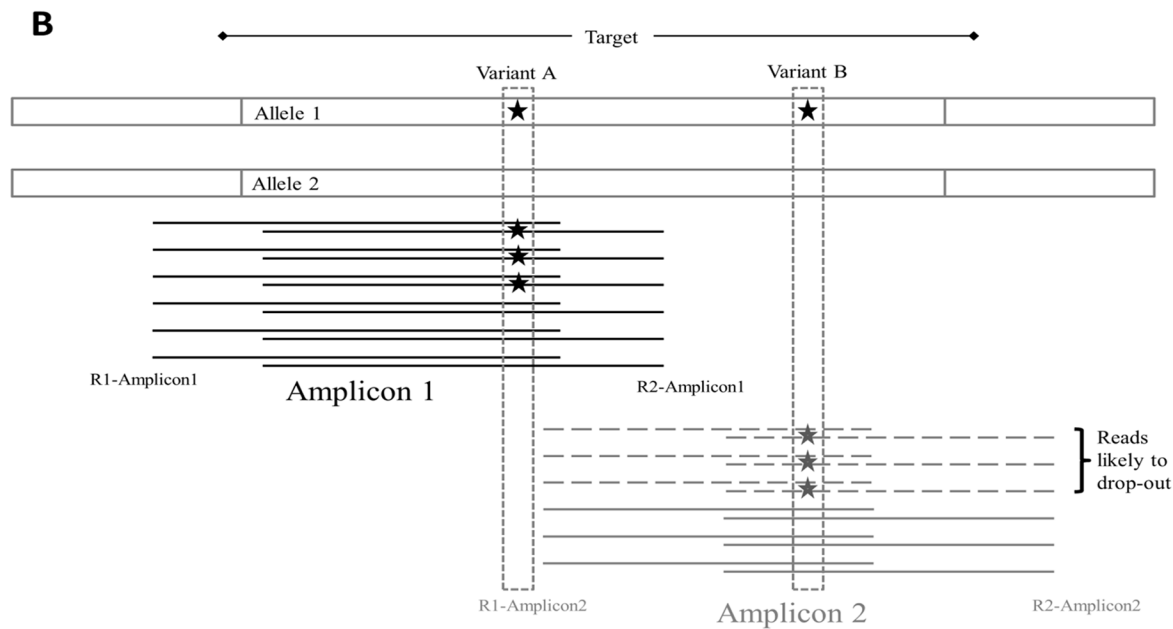 B
Target
Variant A
Variant B
Allele 1
Allele 2
R1-Amplicon1
Amplicon 1
R2-Amplicon1
Reads
likely to
drop-out
R1-Amplicon2
Amplicon 2
R2-Amplicon2